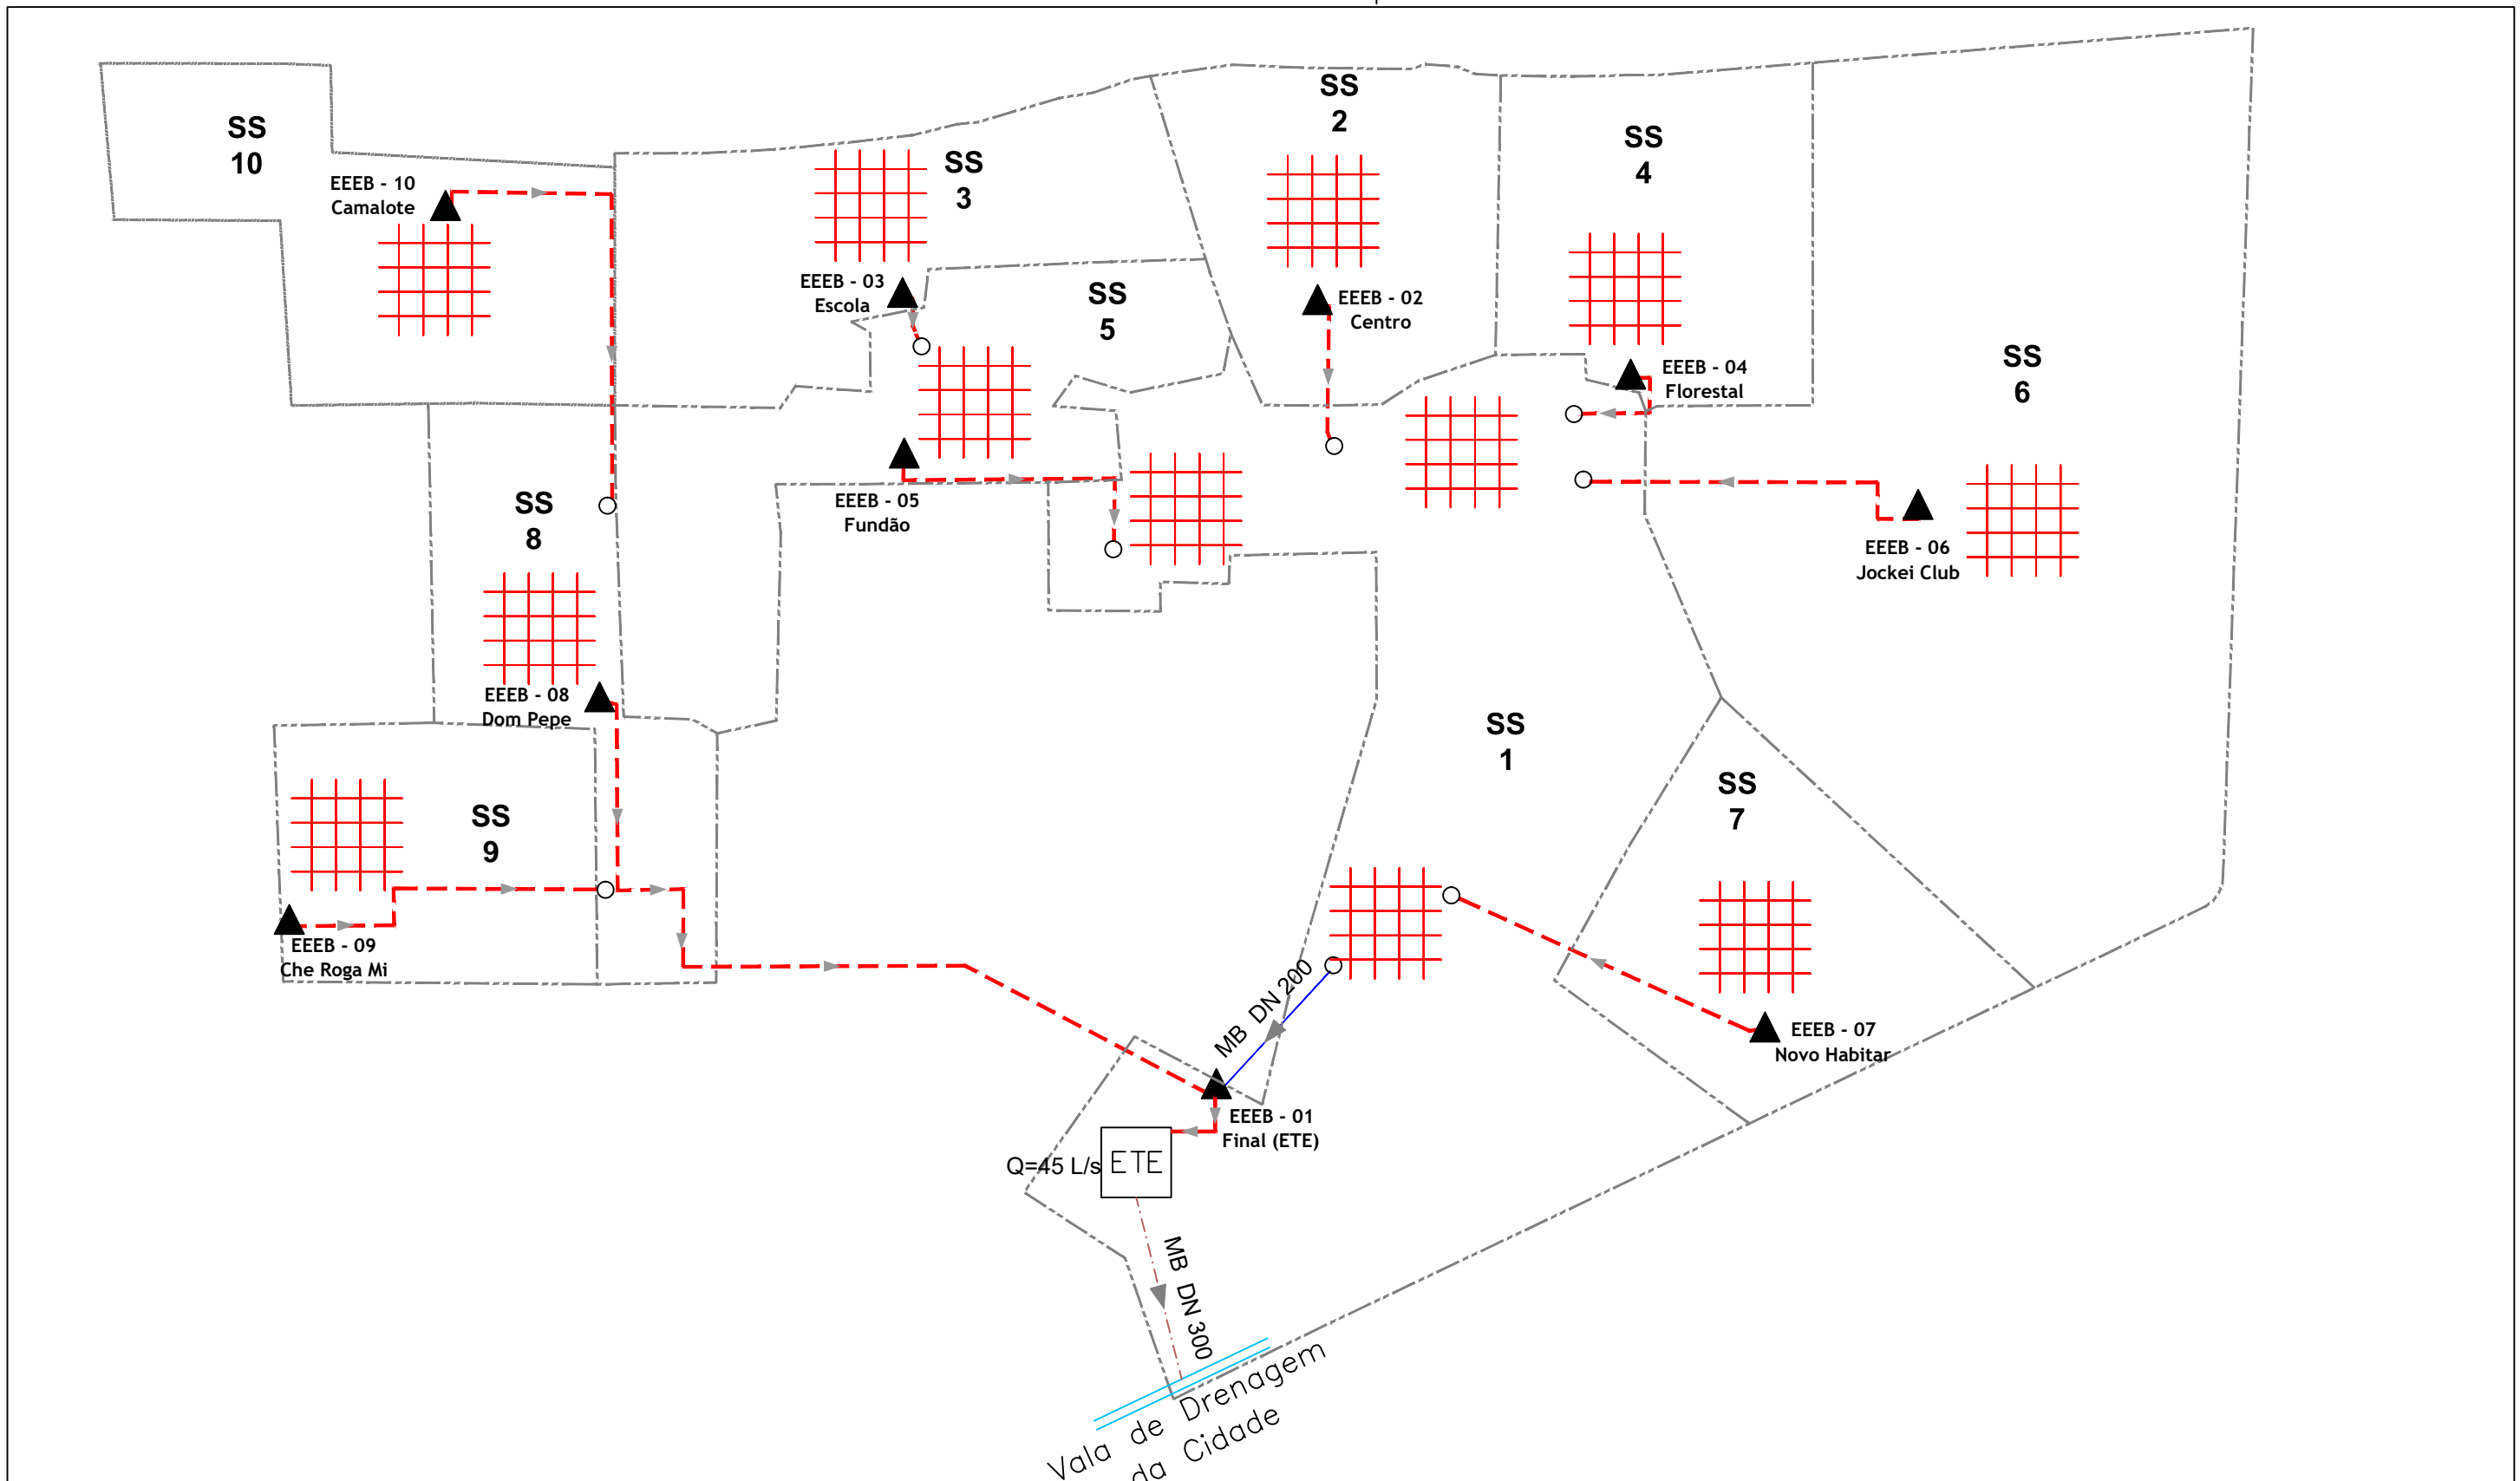 SS
2
SS
10
SS
4
SS
3
EEEB - 10
Camalote
EEEB - 03
Escola
SS
5
EEEB - 02
Centro
SS
6
EEEB - 04
Florestal
EEEB - 05
Fundão
SS
8
EEEB - 06
Jockei Club
EEEB - 08
Dom Pepe
SS
1
SS
7
SS
9
EEEB - 09
Che Roga Mi
MB DN 200
EEEB - 07
Novo Habitar
EEEB - 01
Final (ETE)
Q=45 L/s
ETE
MB DN 300
Vala de Drenagem
da Cidade